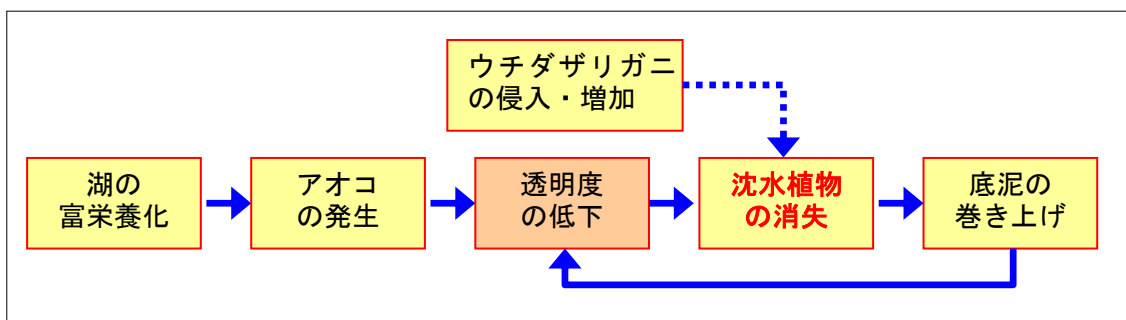 ウチダザリガニ
の侵入・増加
湖の
富栄養化
アオコ
の発生
透明度
の低下
沈水植物
の消失
底泥の
巻き上げ